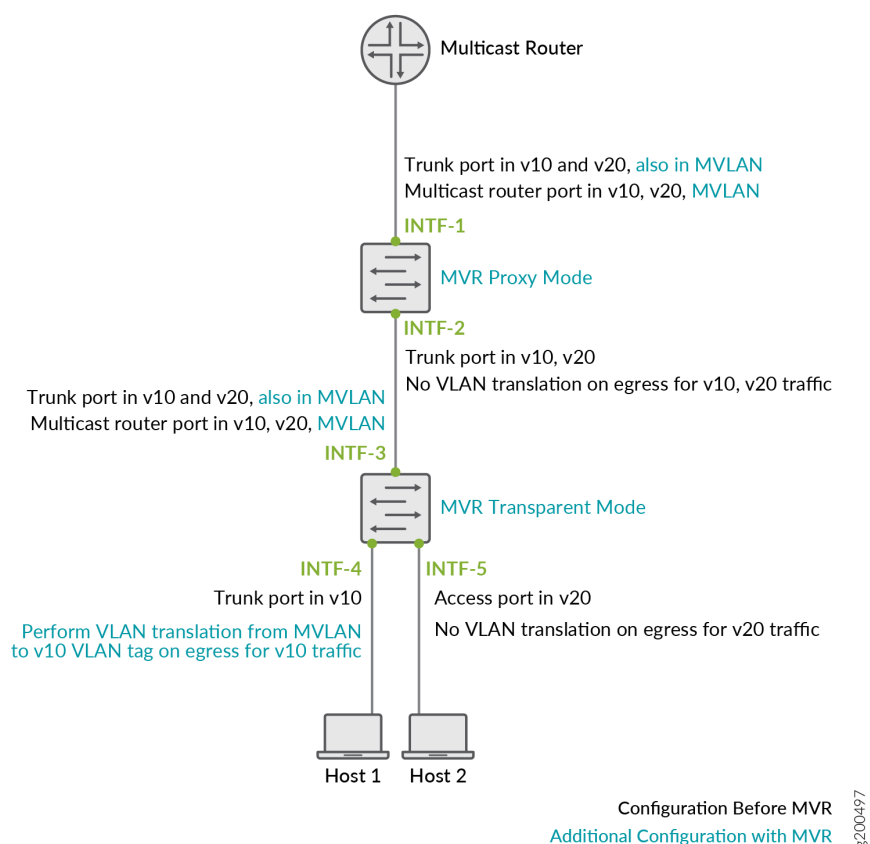 Multicast Router
Trunk port in v10 and v20, also in MVLAN
Multicast router port in v10, v20, MVLAN
INTF-1
MVR Proxy Mode
INTF-2
Trunk port in v10, v20
No VLAN translation on egress for v10, v20 traffic
Trunk port in v10 and v20, also in MVLAN
Multicast router port in v10, v20, MVLAN
INTF-3
MVR Transparent Mode
INTF-4
Trunk port in v10
Perform VLAN translation from MVLAN
to v10 VLAN tag on egress for v10 traffic
INTF-5
Access port in v20
No VLAN translation on egress for v20 traffic
Host 1
Host 2
Configuration Before MVR
Additional Configuration with MVR
g200497